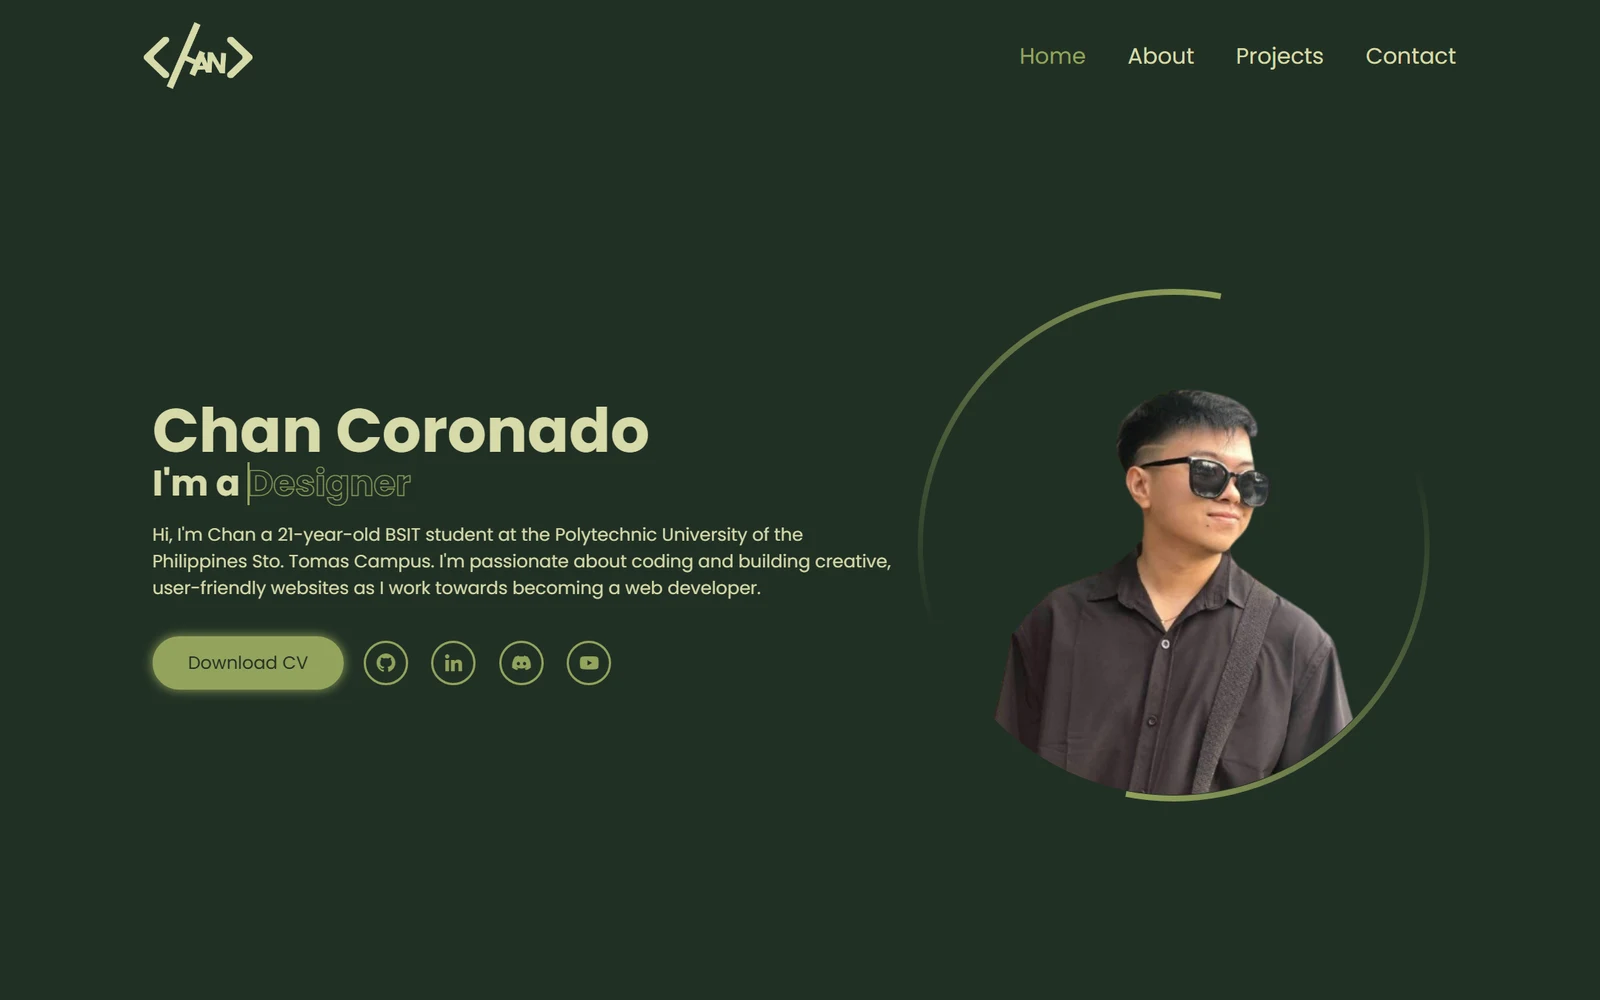 </HAN>
Home About Projects Contact
Chan Coronado
I'm a Designer
Hi, I'm Chan a 21-year-old BSIT student at the Polytechnic University of the
Philippines Sto. Tomas Campus. I'm passionate about coding and building creative,
user-friendly websites as I work towards becoming a web developer.
Download CV
in